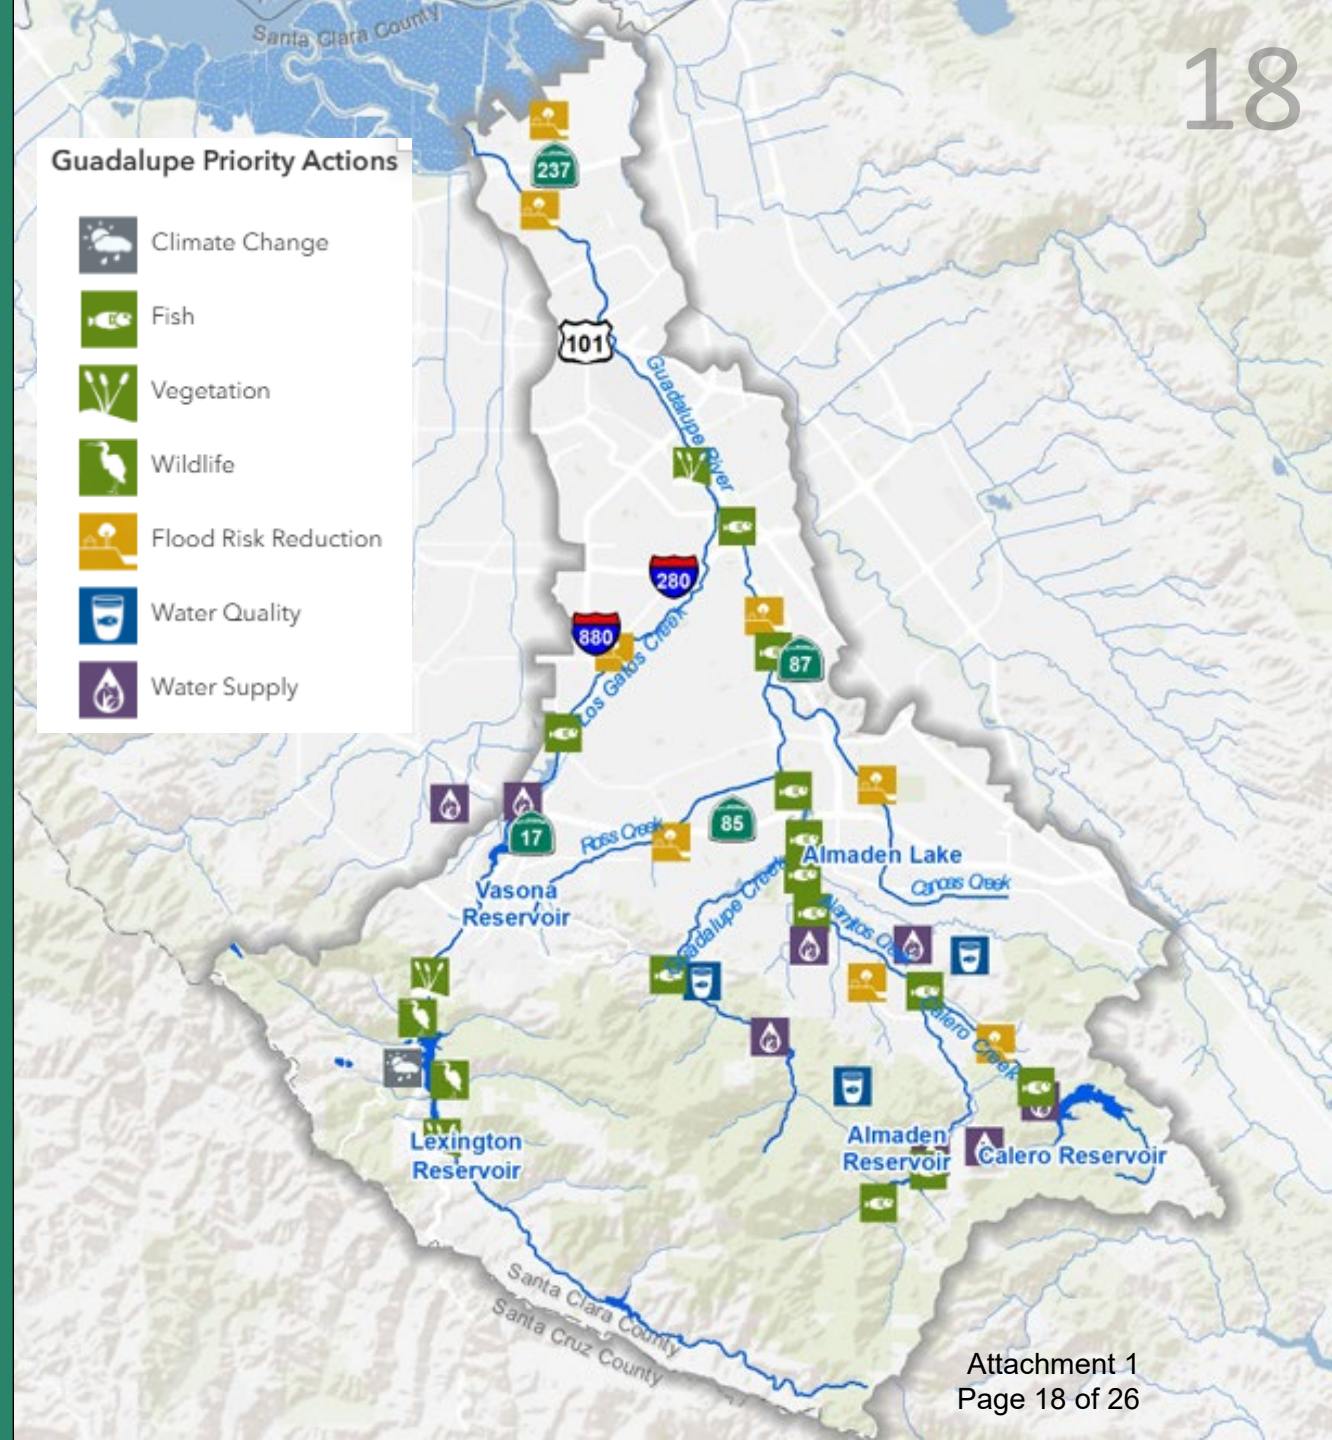 Santa Clara County
18
Guadalupe Priority Actions
Climate Change
Fish
Vegetation
Wildlife
Flood Risk Reduction
Water Quality
Water Supply
237
101
Guadalupe River
280
880
Los Gatos Creek
87
17
Ross Creek
85
Almaden Lake
Canoas Creek
Vasona
Reservoir
Guadalupe Creek
Alamitos Creek
Calero Creek
Lexington
Reservoir
Almaden
Reservoir
Calero Reservoir
Santa Clara County
Santa Cruz County
Attachment 1
Page 18 of 26